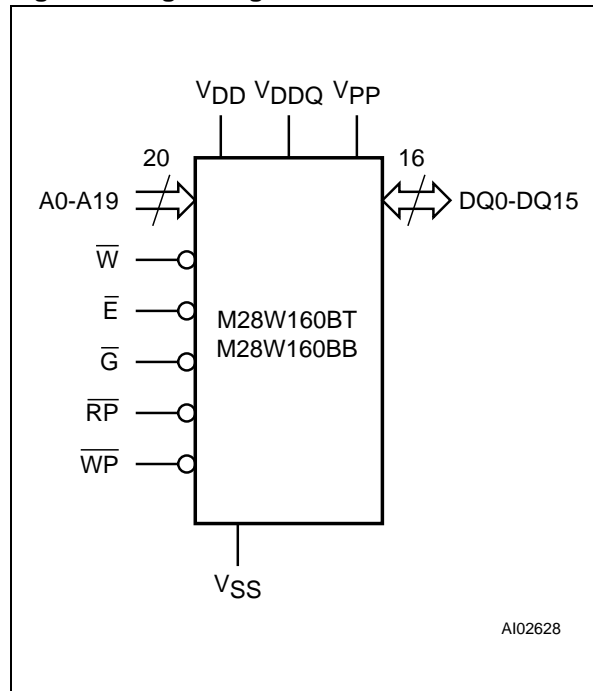 VDD VDDQ VPP
20
16
A0-A19
DQ0-DQ15
W
E
G
RP
WP
M28W160BT
M28W160BB
VSS
AI02628